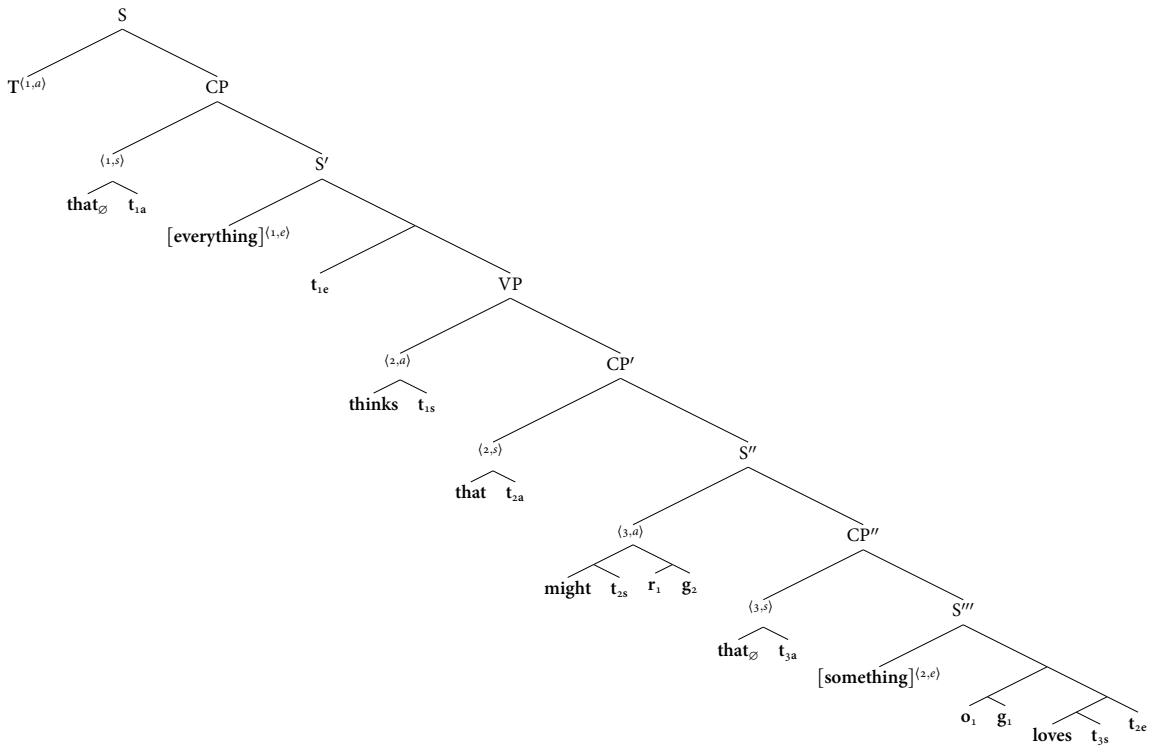 S
T⟨1,a⟩ CP
⟨1,s⟩ S′
that∅ t1a [everything]⟨1,e⟩
t1e VP
⟨2,a⟩ CP′
thinks t1s
⟨2,s⟩ S″
that t2a
⟨3,a⟩ CP″
might t2s r1 g2
⟨3,s⟩ S‴
that∅ t3a [something]⟨2,e⟩
o1 g1 loves t3s t2e